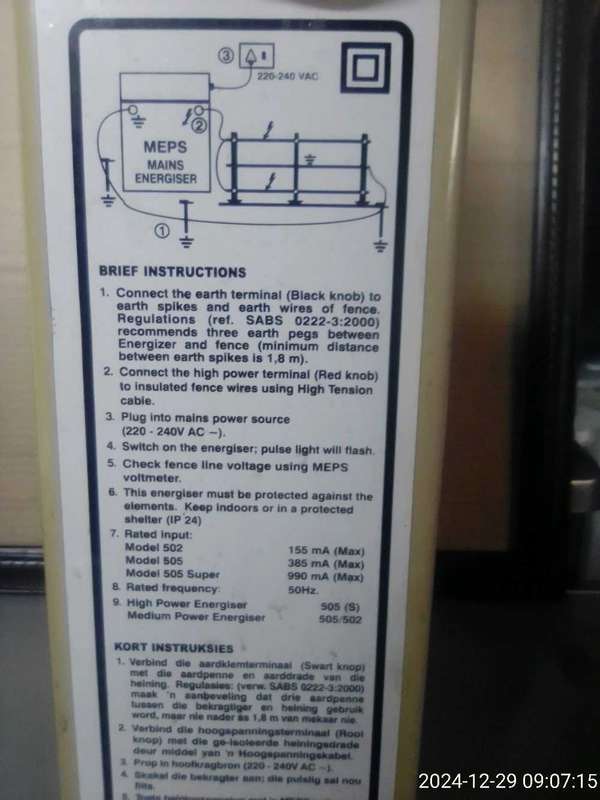 ③
220-240 VAC
②
MEPS
MAINS
ENERGISER
①
BRIEF INSTRUCTIONS
1. Connect the earth terminal (Black knob) to
earth spikes and earth wires of fence.
Regulations (ref. SABS 0222-3:2000)
recommends three earth pegs between
Energizer and fence (minimum distance
between earth spikes is 1,8 m).
2. Connect the high power terminal (Red knob)
to insulated fence wires using High Tension
cable.
3. Plug into mains power source
(220 - 240V AC ~).
4. Switch on the energiser; pulse light will flash.
5. Check fence line voltage using MEPS
voltmeter.
6. This energiser must be protected against the
elements. Keep indoors or in a protected
shelter (IP 24)
7. Rated input:
Model 502 155 mA (Max)
Model 505 385 mA (Max)
Model 505 Super 990 mA (Max)
8. Rated frequency: 50Hz.
9. High Power Energiser 505 (S)
Medium Power Energiser 505/502
KORT INSTRUKSIES
1. Verbind die aardklemterminaal (Swart knop)
met die aardpenne en aarddrade van die
heining. Regulasies: (verw. SABS 0222-3:2000)
maak 'n aanbeveling dat drie aardpenne
tussen die bekragtiger en heining gebruik
word, maar nie nader as 1,8 m van mekaar nie.
2. Verbind die hoogspanningsterminaal (Rooi
knop) met die ge-isoleerde heiningsdrade
deur middel van 'n Hoogspanningskabel.
3. Prop in hoofkragbron (220 - 240V AC ~).
4. Skakel die bekragter aan; die pulslig sal nou
flits.
5.
2024-12-29 09:07:15